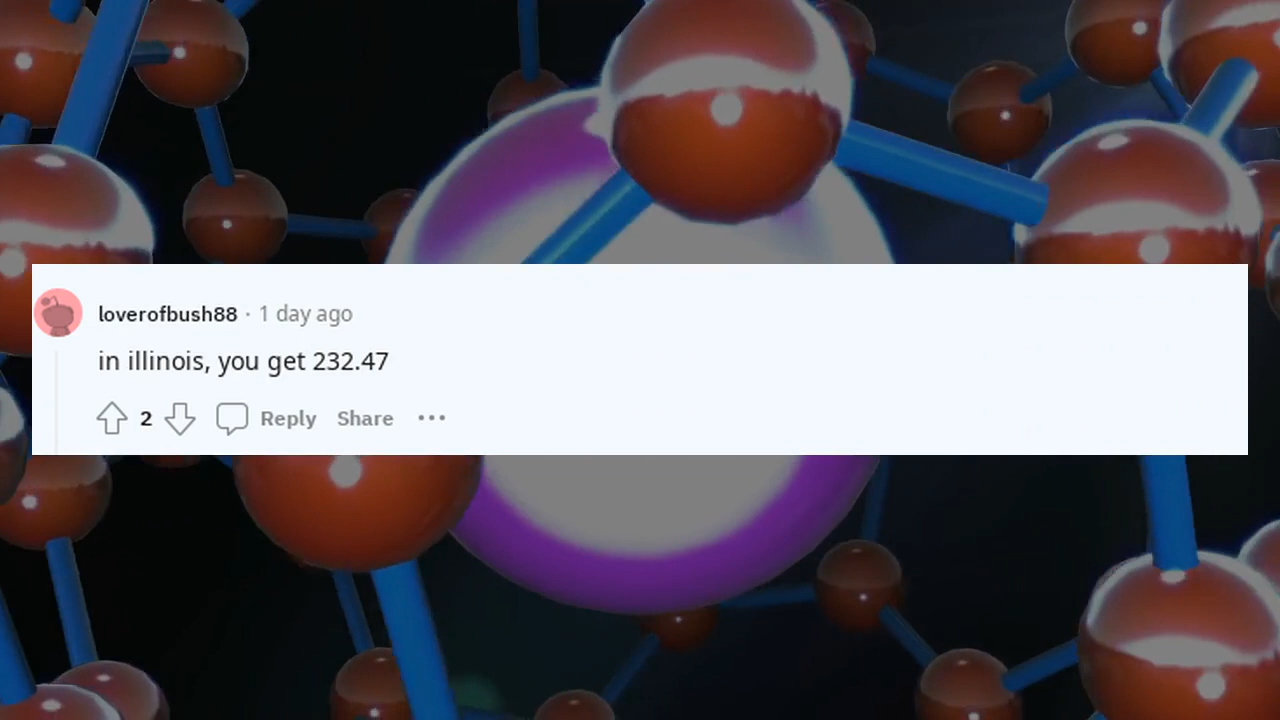 loverofbush88 · 1 day ago
in illinois, you get 232.47
2 Reply Share ···